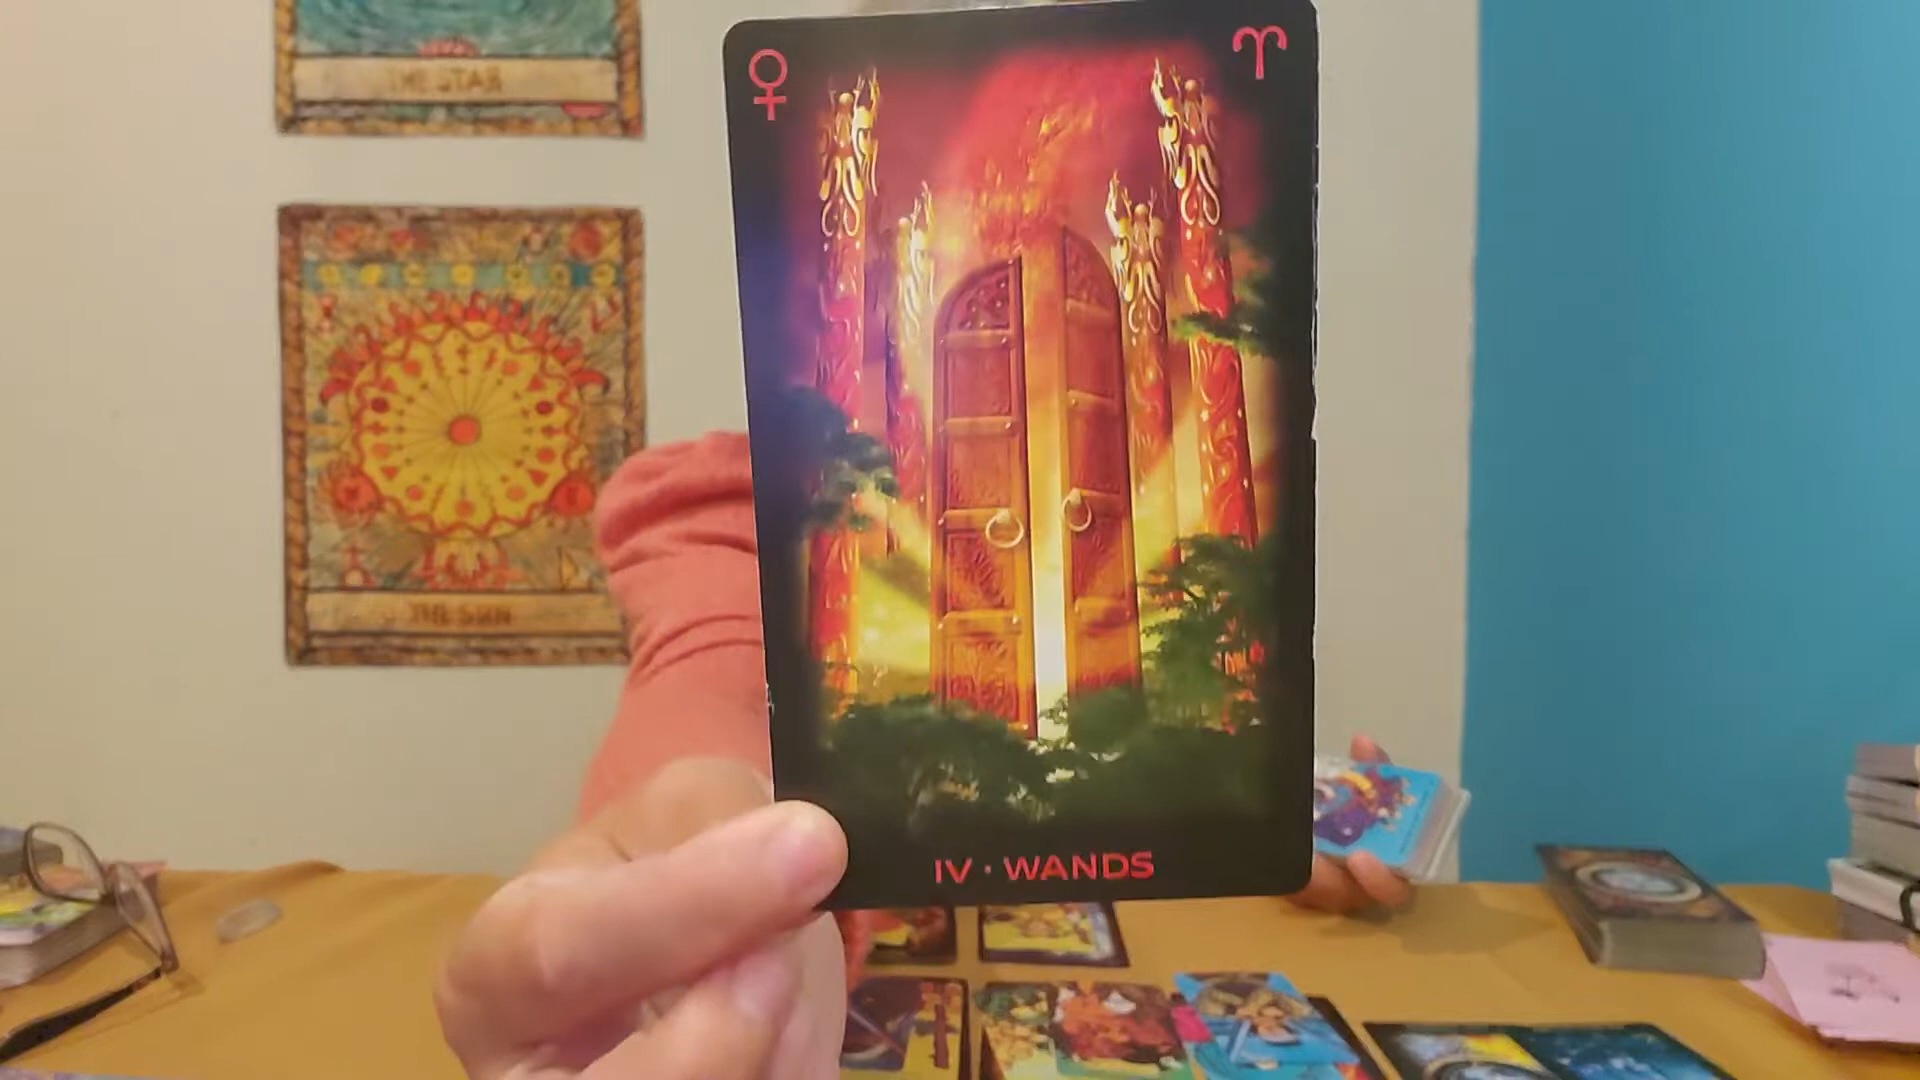 THE STAR
THE SUN
IV · WANDS